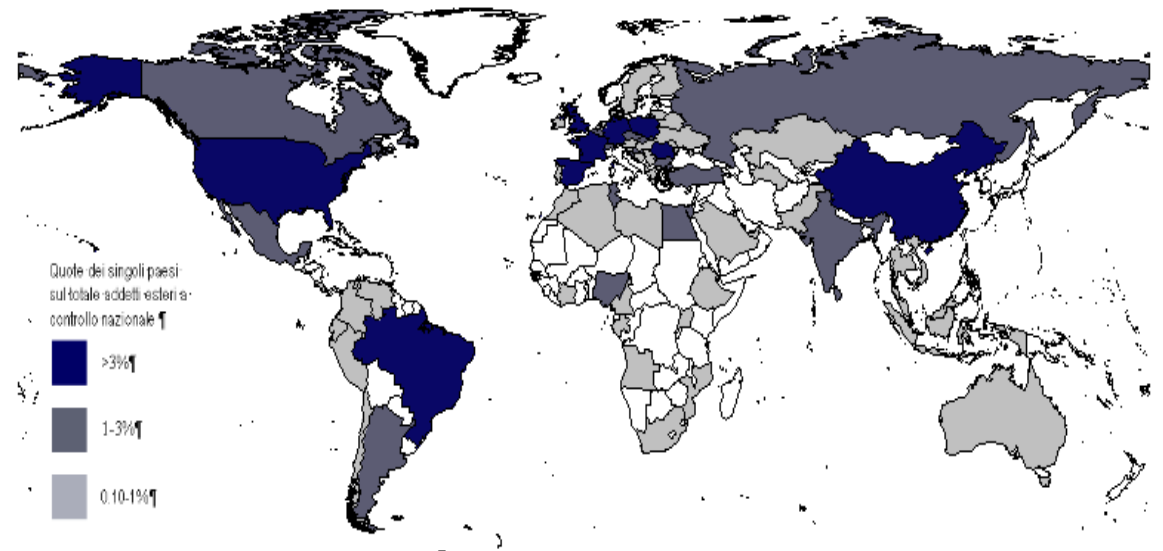 Quote dei singoli paesi·
sul·totale·addetti·esteri·a·
controllo nazionale ¶
>3%¶
1-3%¶
0.10-1%¶